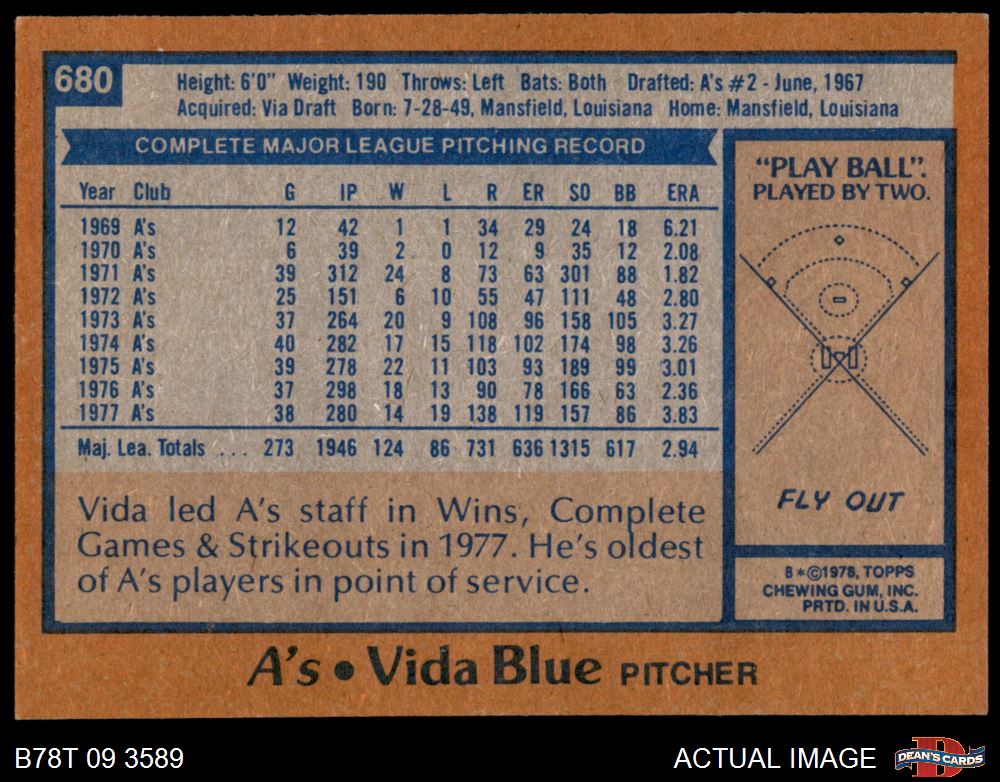 680
Height: 6'0" Weight: 190 Throws: Left Bats: Both Drafted: A's #2 - June, 1967
Acquired: Via Draft Born: 7-28-49, Mansfield, Louisiana Home: Mansfield, Louisiana
COMPLETE MAJOR LEAGUE PITCHING RECORD
Year Club G IP W L R ER SO BB ERA
1969 A's 12 42 1 1 34 29 24 18 6.21
1970 A's 6 39 2 0 12 9 35 12 2.08
1971 A's 39 312 24 8 73 63 301 88 1.82
1972 A's 25 151 6 10 55 47 111 48 2.80
1973 A's 37 264 20 9 108 96 158 105 3.27
1974 A's 40 282 17 15 118 102 174 98 3.26
1975 A's 39 278 22 11 103 93 189 99 3.01
1976 A's 37 298 18 13 90 78 166 63 2.36
1977 A's 38 280 14 19 138 119 157 86 3.83
Maj. Lea. Totals ... 273 1946 124 86 731 636 1315 617 2.94
Vida led A's staff in Wins, Complete
Games & Strikeouts in 1977. He's oldest
of A's players in point of service.
"PLAY BALL":
PLAYED BY TWO.
FLY OUT
B*©1978, TOPPS
CHEWING GUM, INC.
PRTD. IN U.S.A.
A's • Vida Blue PITCHER
B78T 09 3589
ACTUAL IMAGE
D
DEAN'S CARDS